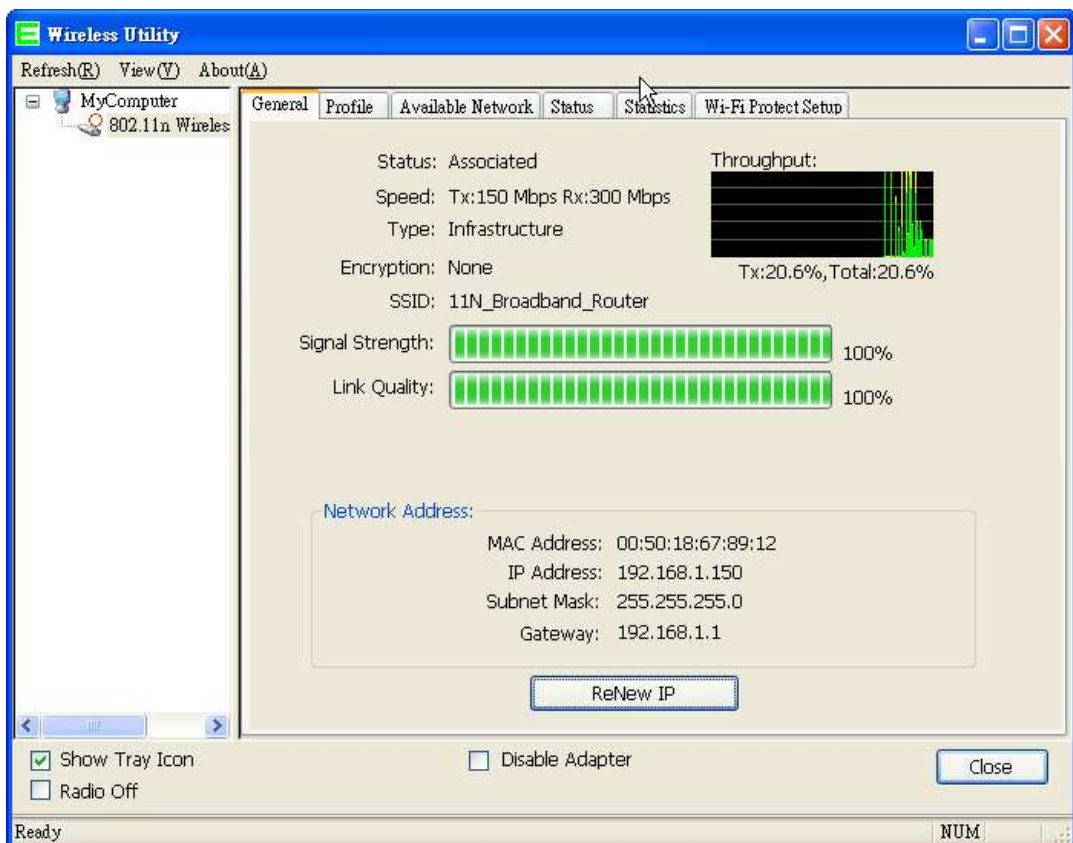 Wireless Utility
Refresh(R) View(V) About(A)
MyComputer
802.11n Wireles
General Profile Available Network Status Statistics Wi-Fi Protect Setup
Status: Associated
Speed: Tx:150 Mbps Rx:300 Mbps
Type: Infrastructure
Encryption: None
SSID: 11N_Broadband_Router
Throughput:
Tx:20.6%,Total:20.6%
Signal Strength: 100%
Link Quality: 100%
Network Address:
MAC Address: 00:50:18:67:89:12
IP Address: 192.168.1.150
Subnet Mask: 255.255.255.0
Gateway: 192.168.1.1
ReNew IP
Show Tray Icon
Radio Off
Disable Adapter
Close
Ready NUM